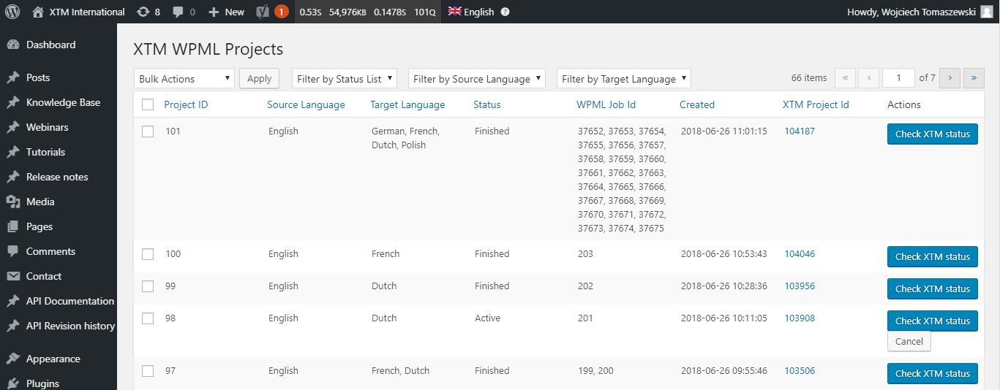 XTM International 8 0 New 1 0.53S 54,976KB 0.1478S 101Q English ? Howdy, Wojciech Tomaszewski
Dashboard
Posts
Knowledge Base
Webinars
Tutorials
Release notes
Media
Pages
Comments
Contact
API Documentation
API Revision history
Appearance
Plugins
XTM WPML Projects
Bulk Actions Apply Filter by Status List Filter by Source Language Filter by Target Language 66 items « ‹ 1 of 7 › »
Project ID Source Language Target Language Status WPML Job Id Created XTM Project Id Actions
101 English German, French, Finished 37652, 37653, 37654, 2018-06-26 11:01:15 104187 Check XTM status
Dutch, Polish 37655, 37656, 37657,
37658, 37659, 37660,
37661, 37662, 37663,
37664, 37665, 37666,
37667, 37668, 37669,
37670, 37671, 37672,
37673, 37674, 37675
100 English French Finished 203 2018-06-26 10:53:43 104046 Check XTM status
99 English Dutch Finished 202 2018-06-26 10:28:36 103956 Check XTM status
98 English Dutch Active 201 2018-06-26 10:11:05 103908 Check XTM status
Cancel
97 English French, Dutch Finished 199, 200 2018-06-26 09:55:46 103506 Check XTM status